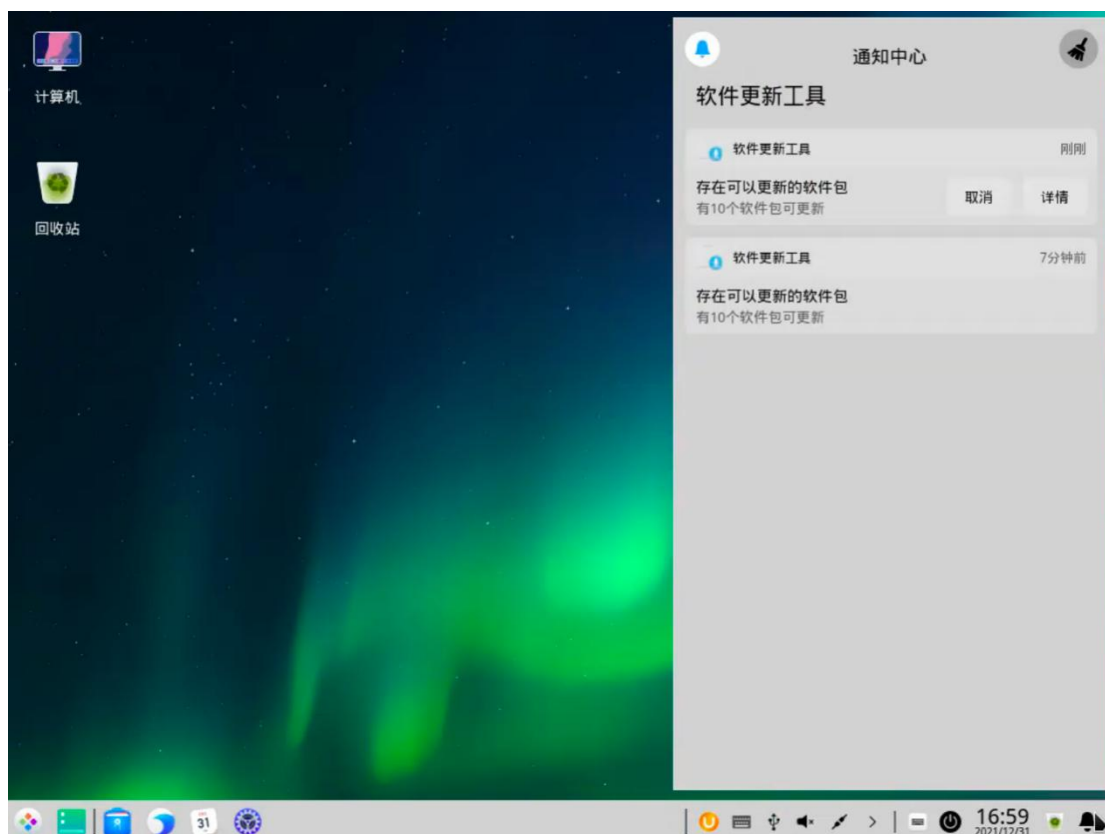 计算机
回收站
通知中心
软件更新工具
软件更新工具
刚刚
存在可以更新的软件包
有10个软件包可更新
取消
详情
软件更新工具
7分钟前
存在可以更新的软件包
有10个软件包可更新
31
16:59
2021/12/31